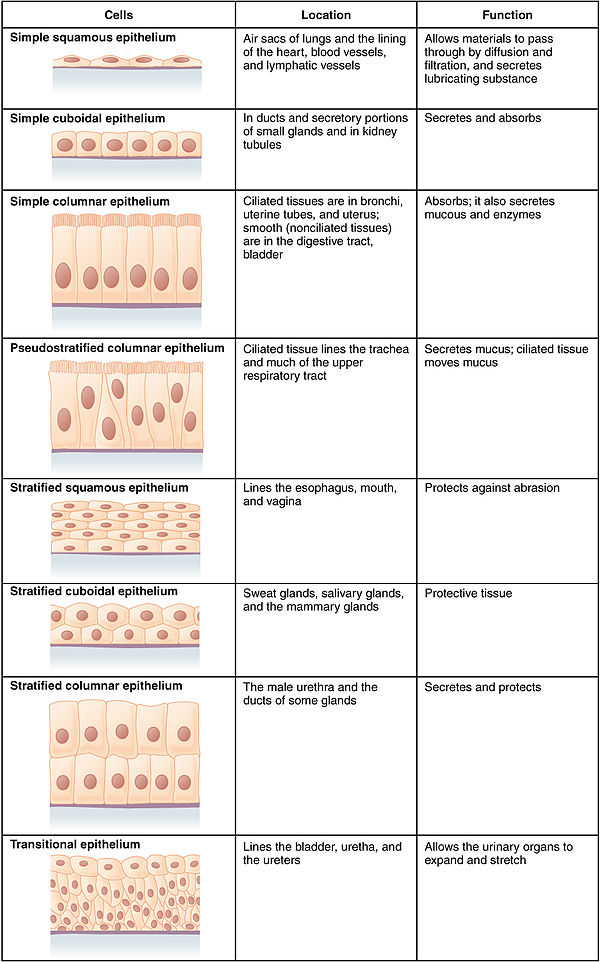 Cells
Location
Function
Simple squamous epithelium
Air sacs of lungs and the lining
of the heart, blood vessels,
and lymphatic vessels
Allows materials to pass
through by diffusion and
filtration, and secretes
lubricating substance
Simple cuboidal epithelium
In ducts and secretory portions
of small glands and in kidney
tubules
Secretes and absorbs
Simple columnar epithelium
Ciliated tissues are in bronchi,
uterine tubes, and uterus;
smooth (nonciliated tissues)
are in the digestive tract,
bladder
Absorbs; it also secretes
mucous and enzymes
Pseudostratified columnar epithelium
Ciliated tissue lines the trachea
and much of the upper
respiratory tract
Secretes mucus; ciliated tissue
moves mucus
Stratified squamous epithelium
Lines the esophagus, mouth,
and vagina
Protects against abrasion
Stratified cuboidal epithelium
Sweat glands, salivary glands,
and the mammary glands
Protective tissue
Stratified columnar epithelium
The male urethra and the
ducts of some glands
Secretes and protects
Transitional epithelium
Lines the bladder, uretha, and
the ureters
Allows the urinary organs to
expand and stretch